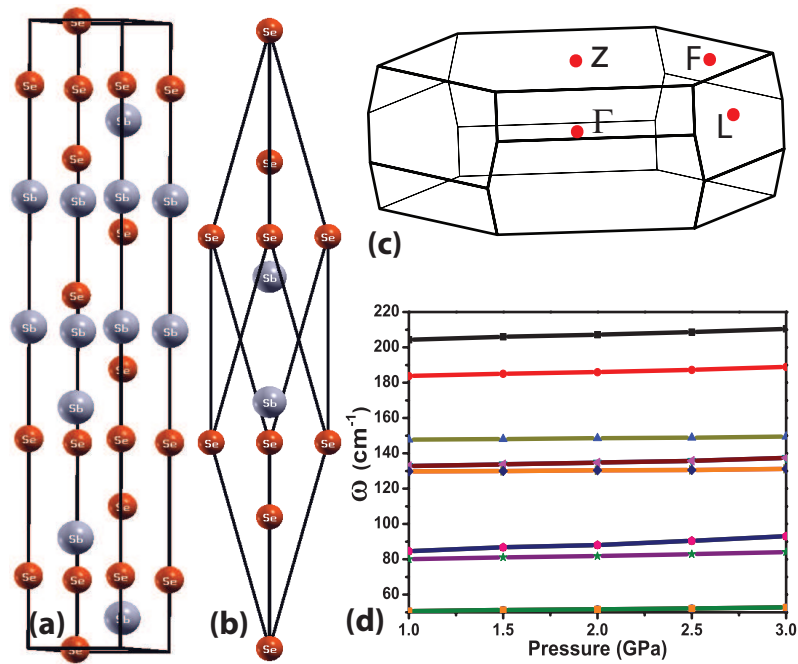 Se
Se Se Se Se
Sb
Se
Sb Sb Sb Sb
Se
Se
Sb Sb Sb Sb
Se
Sb
Se Se Se Se
Se
Sb
Se Se Se Se
Sb
Se
(a)
Se
Se
Se Se Se
Sb
Sb
Se Se Se
Se
Se
(b)
Z
F
Γ
L
(c)
220
200
180
160
140
120
100
80
60
ω (cm⁻¹)
1.0 1.5 2.0 2.5 3.0
Pressure (GPa)
(d)